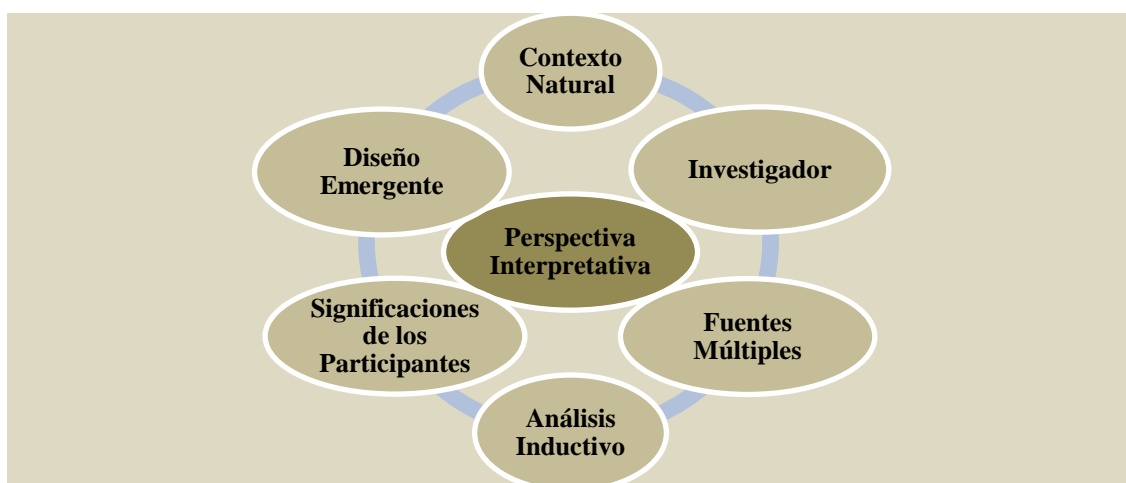 Contexto
Natural
Diseño
Emergente
Investigador
Perspectiva
Interpretativa
Significaciones
de los
Participantes
Fuentes
Múltiples
Análisis
Inductivo